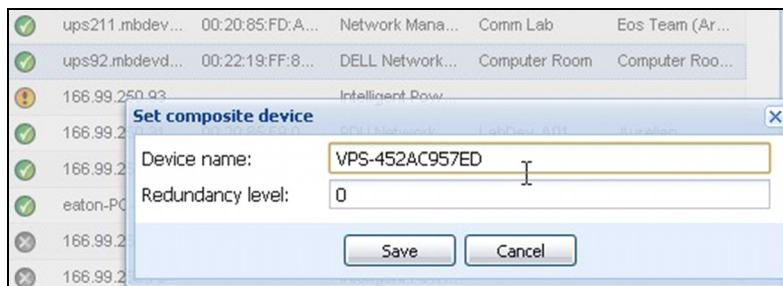 ups211.mbdev... 00:20:85:FD:A... Network Mana... Comm Lab Eos Team (Ar...
ups92.mbdevd... 00:22:19:FF:8... DELL Network... Computer Room Computer Roo...
166.99.250.93 Intelligent Pow...
Set composite device
166.99.2
Device name: VPS-452AC957ED
166.99.2
Redundancy level: 0
eaton-PC
166.99.2
Save Cancel
166.99.2